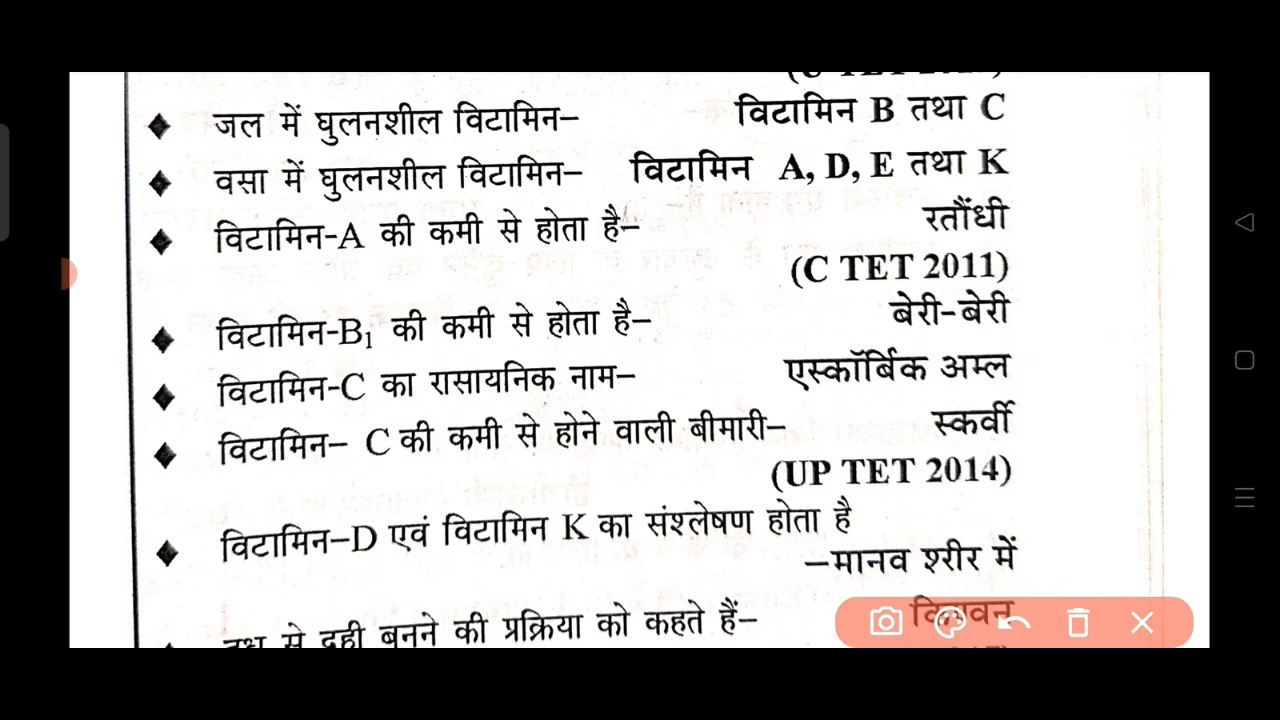 जल में घुलनशील विटामिन– विटामिन B तथा C
वसा में घुलनशील विटामिन– विटामिन A, D, E तथा K
विटामिन-A की कमी से होता है– रतौंधी
(C TET 2011)
विटामिन-B₁ की कमी से होता है– बेरी-बेरी
विटामिन-C का रासायनिक नाम– एस्कॉर्बिक अम्ल
विटामिन– C की कमी से होने वाली बीमारी– स्कर्वी
(UP TET 2014)
विटामिन–D एवं विटामिन K का संश्लेषण होता है
–मानव श्रीर में
से दही बनने की प्रक्रिया को कहते हैं–